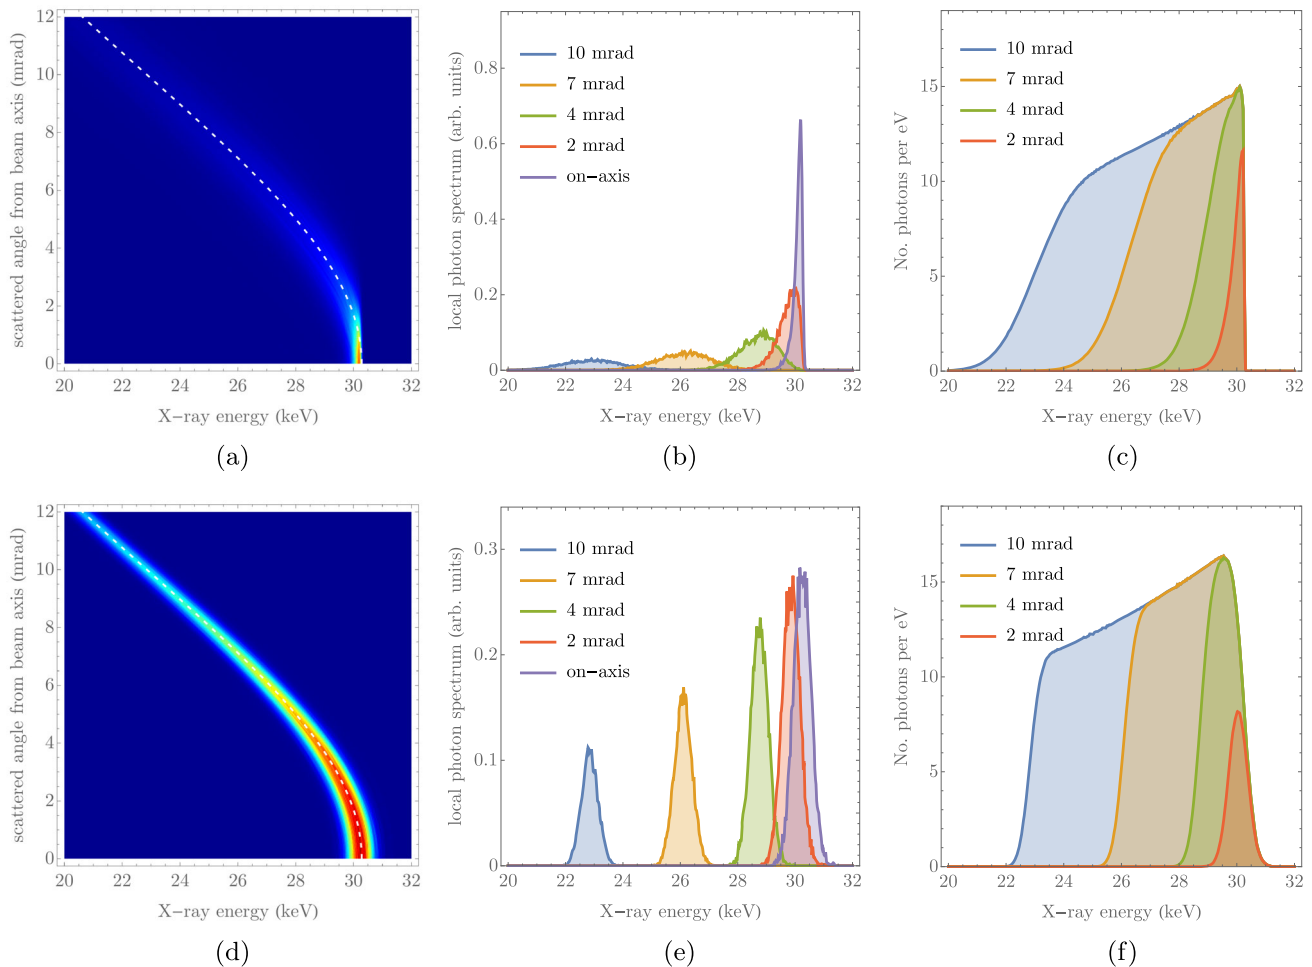 scattered angle from beam axis (mrad)
12
10
8
6
4
2
0
20 22 24 26 28 30 32
X−ray energy (keV)
(a)
local photon spectrum (arb. units)
0.8
0.6
0.4
0.2
0
10 mrad
7 mrad
4 mrad
2 mrad
on−axis
20 22 24 26 28 30 32
X−ray energy (keV)
(b)
No. photons per eV
15
10
5
0
10 mrad
7 mrad
4 mrad
2 mrad
20 22 24 26 28 30 32
X−ray energy (keV)
(c)
scattered angle from beam axis (mrad)
12
10
8
6
4
2
0
20 22 24 26 28 30 32
X−ray energy (keV)
(d)
local photon spectrum (arb. units)
0.3
0.2
0.1
0
10 mrad
7 mrad
4 mrad
2 mrad
on−axis
20 22 24 26 28 30 32
X−ray energy (keV)
(e)
No. photons per eV
15
10
5
0
10 mrad
7 mrad
4 mrad
2 mrad
20 22 24 26 28 30 32
X−ray energy (keV)
(f)